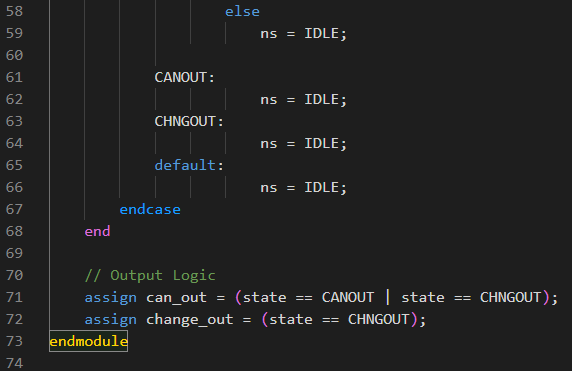 58 else
59 ns = IDLE;
60
61 CANOUT:
62 ns = IDLE;
63 CHNGOUT:
64 ns = IDLE;
65 default:
66 ns = IDLE;
67 endcase
68 end
69
70 // Output Logic
71 assign can_out = (state == CANOUT | state == CHNGOUT);
72 assign change_out = (state == CHNGOUT);
73 endmodule
74